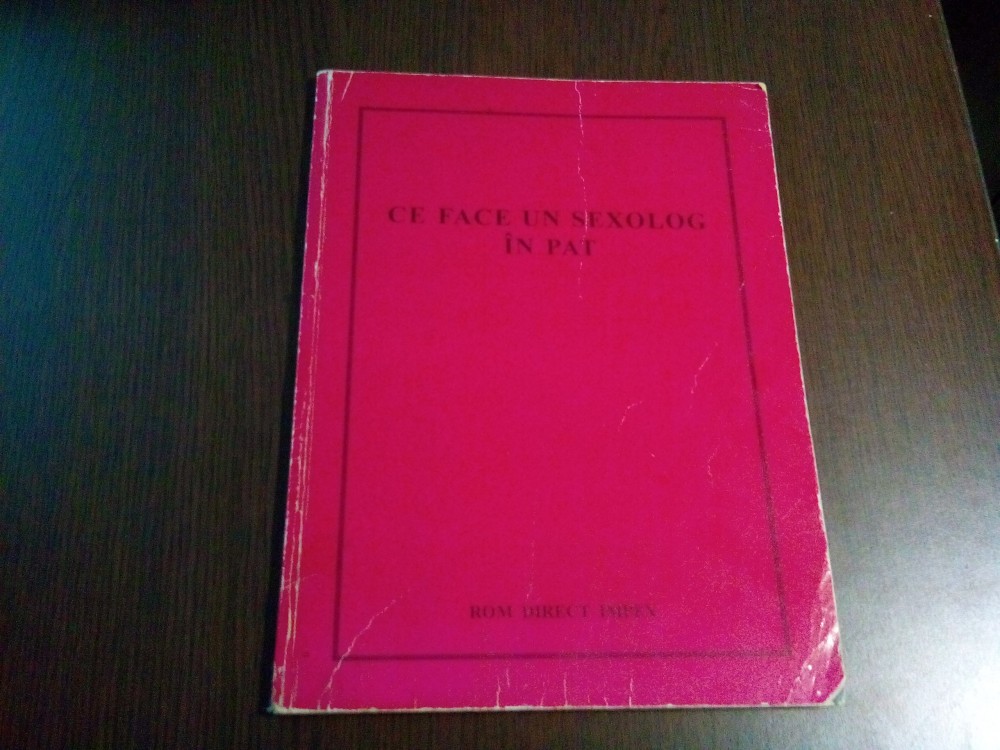 CE FACE UN SEXOLOG
ÎN PAT
ROM DIRECT IMPEX